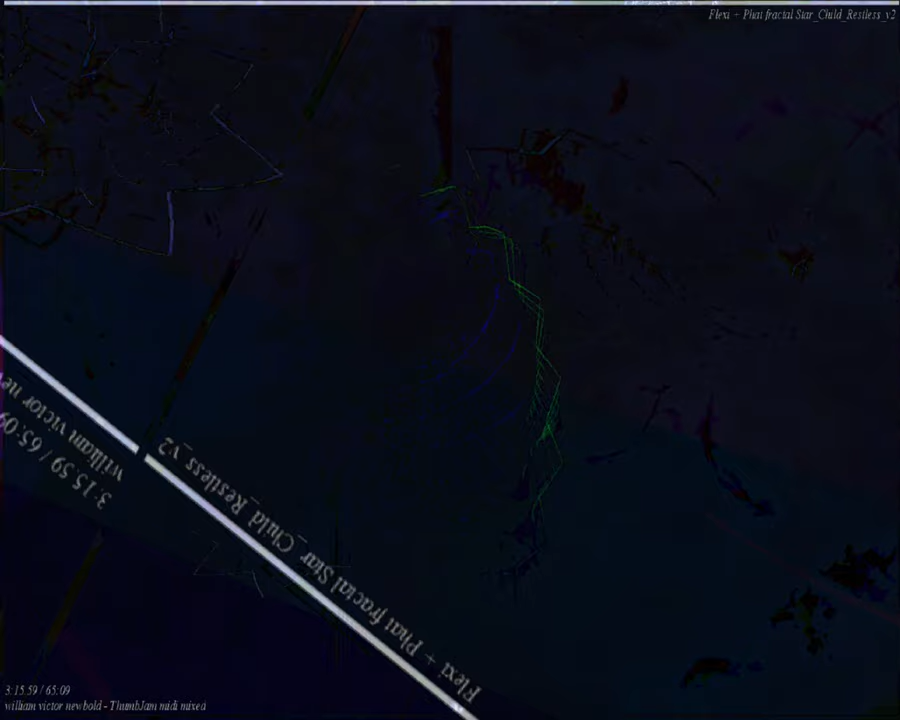 Flexi + Phat fractal Star_Child_Restless_v2
william victor ne
3:15.59 / 65:09
Flexi + Phat fractal Star_Child_Restless_v2
3:15.59 / 65:09
william victor newbold - ThumbJam midi mixed